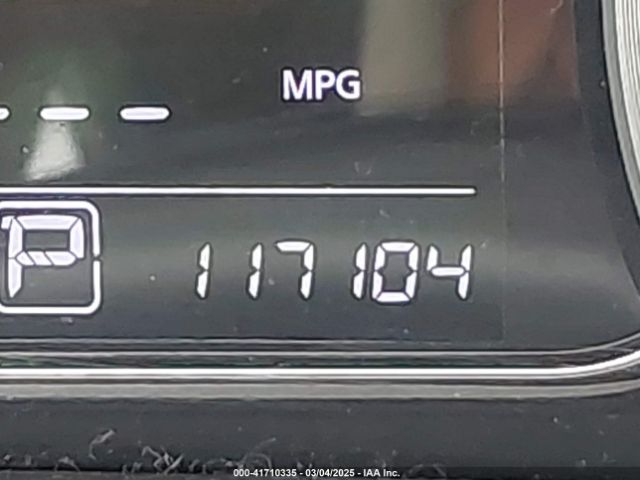 MPG
- - -
P 117104
000-41710335 - 03/04/2025 - IAA Inc.